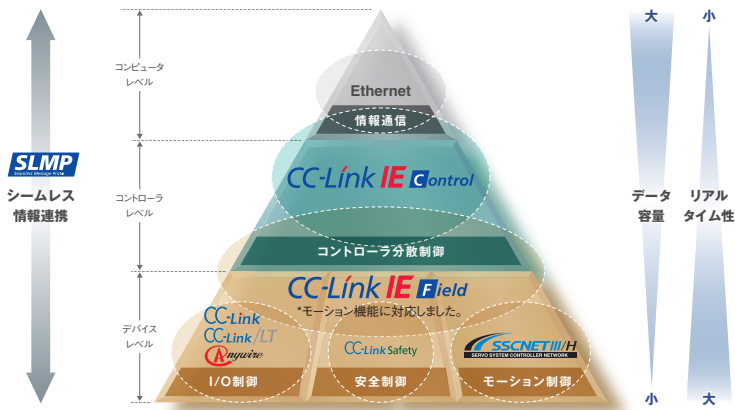 大
小
コンピュータ
レベル
Ethernet
情報通信
SLMP
Seamless Message Protocol
シームレス
情報連携
CC-Link IE Control
コントローラ
レベル
データ
容量
リアル
タイム性
コントローラ分散制御
CC-Link IE Field
*モーション機能に対応しました。
デバイス
レベル
CC-Link
CC-Link/LT
Anywire
CC-Link Safety
SSCNETIII/H
SERVO SYSTEM CONTROLLER NETWORK
I/O制御
安全制御
モーション制御
小
大